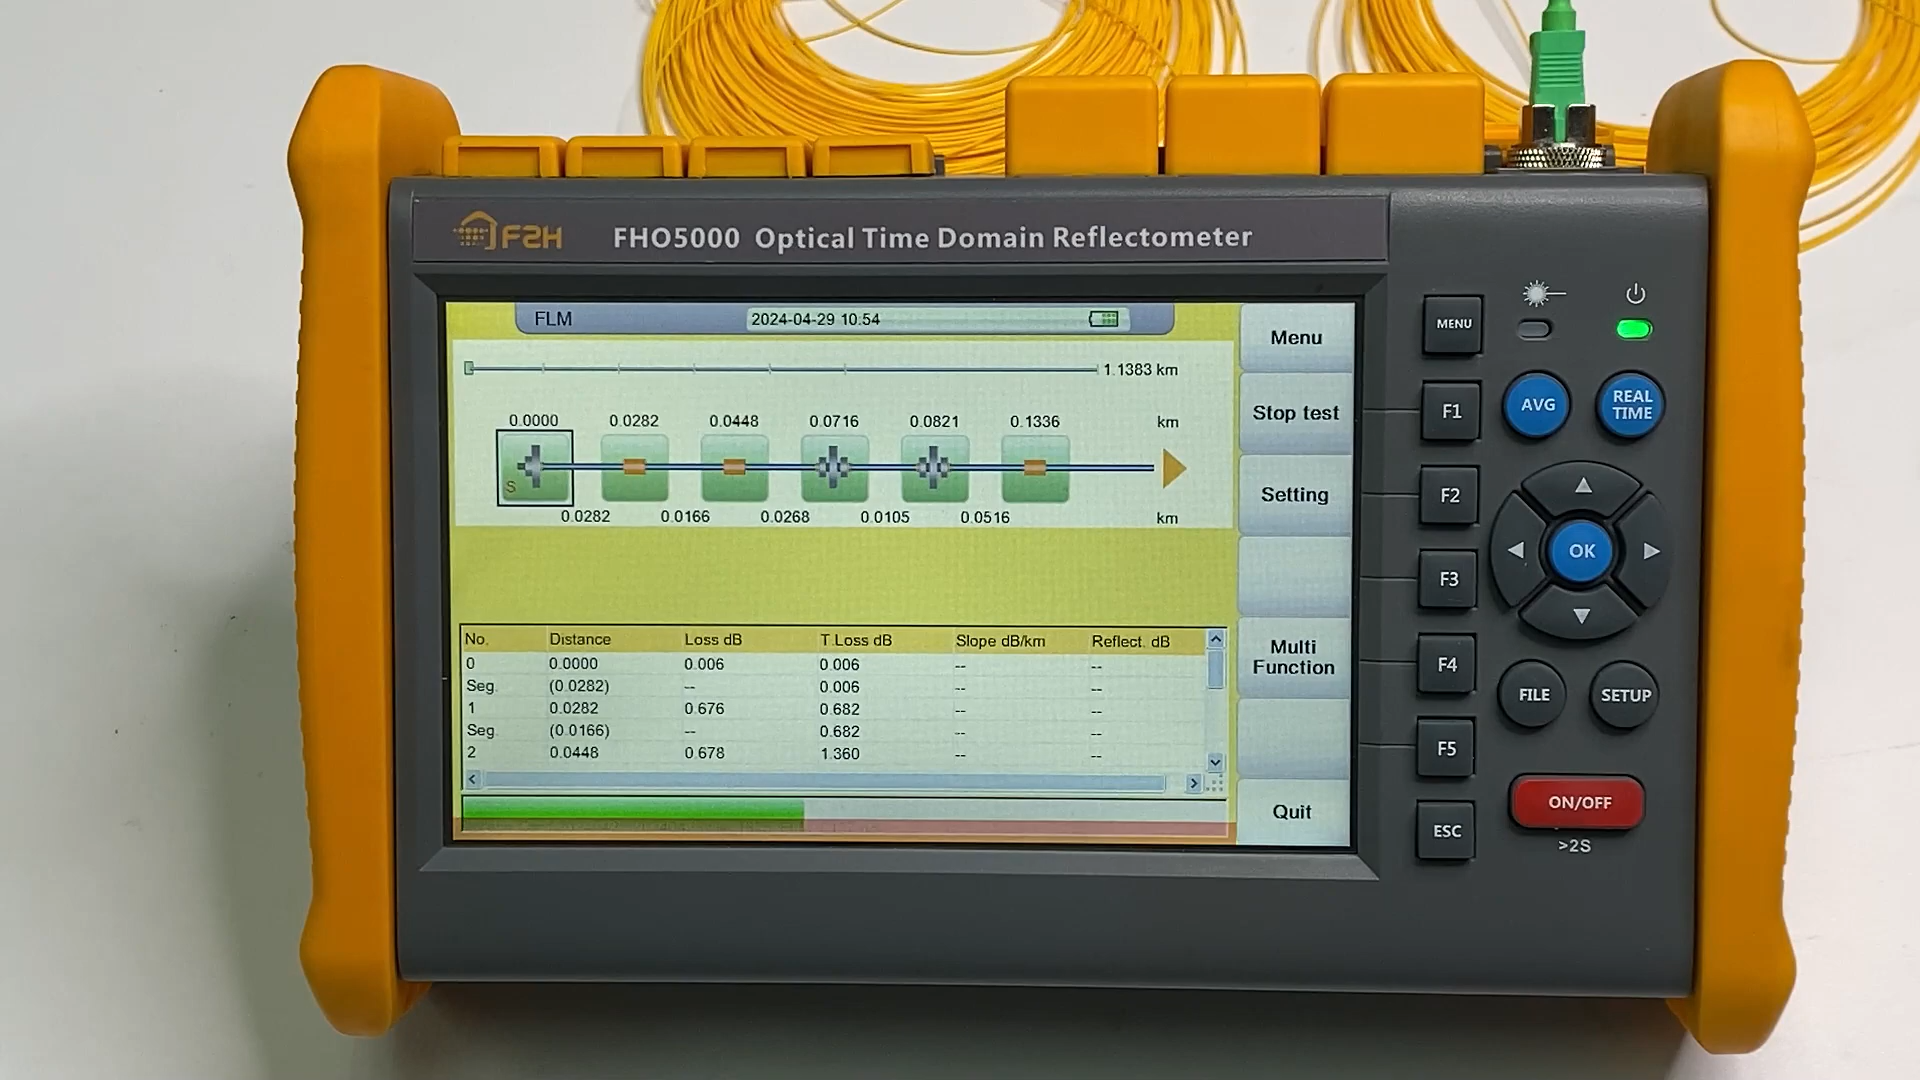 F2H FHO5000 Optical Time Domain Reflectometer
FLM 2024-04-29 10:54
1.1383 km
0.0000 0.0282 0.0448 0.0716 0.0821 0.1336 km
S
0.0282 0.0166 0.0268 0.0105 0.0516 km
No. Distance Loss dB T.Loss dB Slope dB/km Reflect. dB
0 0.0000 0.006 0.006 -- --
Seg. (0.0282) -- 0.006 -- --
1 0.0282 0.676 0.682 -- --
Seg. (0.0166) -- 0.682 -- --
2 0.0448 0.678 1.360 -- --
Menu
Stop test
Setting
Multi
Function
Quit
MENU
F1
F2
F3
F4
F5
ESC
AVG
REAL
TIME
OK
FILE
SETUP
ON/OFF
>2S